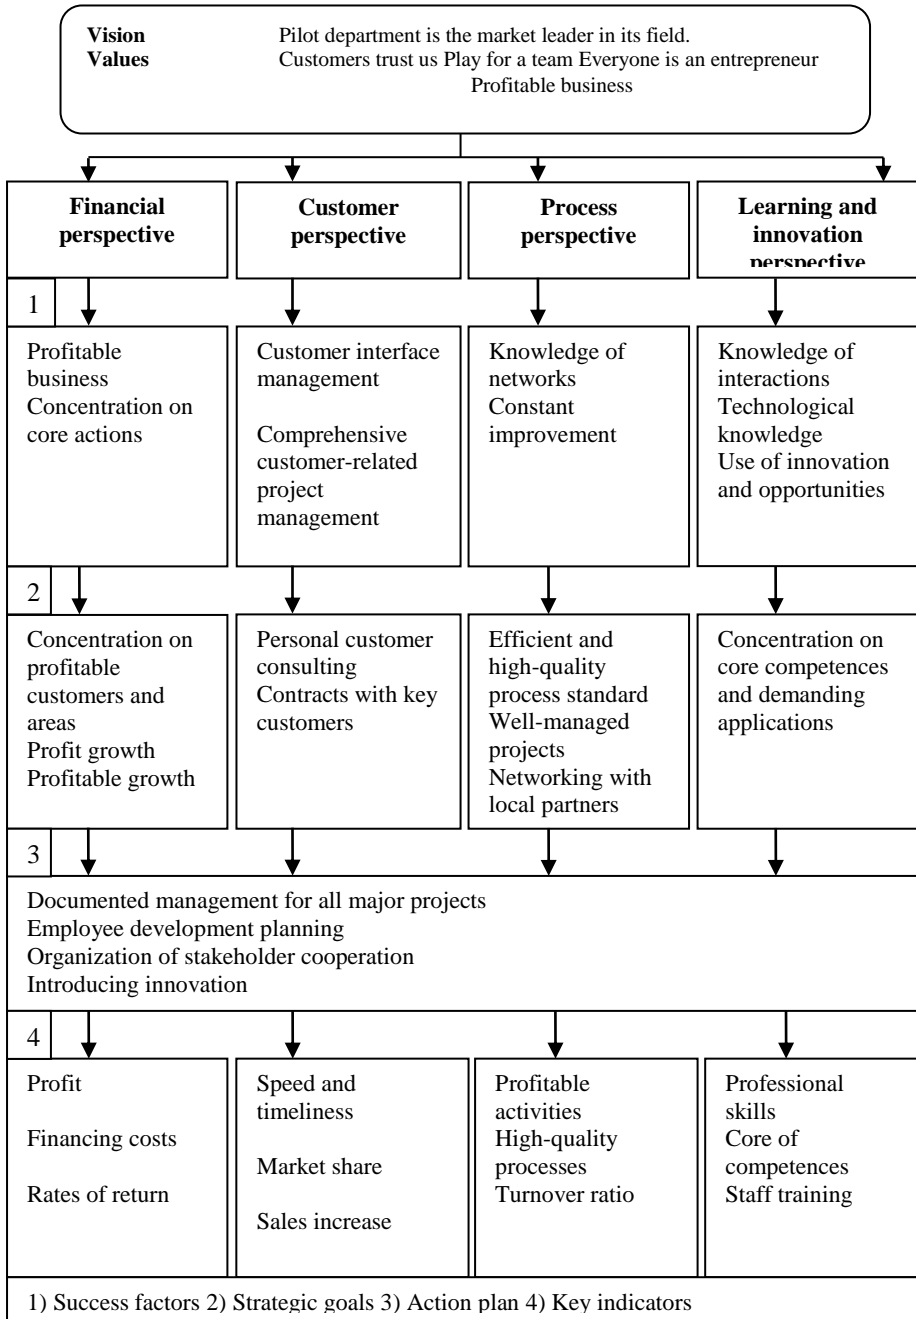 Vision Pilot department is the market leader in its field.
Values Customers trust us Play for a team Everyone is an entrepreneur
Profitable business
Financial
perspective
Customer
perspective
Process
perspective
Learning and
innovation
perspective
1
Profitable
business
Concentration on
core actions
Customer interface
management
Comprehensive
customer-related
project
management
Knowledge of
networks
Constant
improvement
Knowledge of
interactions
Technological
knowledge
Use of innovation
and opportunities
2
Concentration on
profitable
customers and
areas
Profit growth
Profitable growth
Personal customer
consulting
Contracts with key
customers
Efficient and
high-quality
process standard
Well-managed
projects
Networking with
local partners
Concentration on
core competences
and demanding
applications
3
Documented management for all major projects
Employee development planning
Organization of stakeholder cooperation
Introducing innovation
4
Profit
Financing costs
Rates of return
Speed and
timeliness
Market share
Sales increase
Profitable
activities
High-quality
processes
Turnover ratio
Professional
skills
Core of
competences
Staff training
1) Success factors 2) Strategic goals 3) Action plan 4) Key indicators